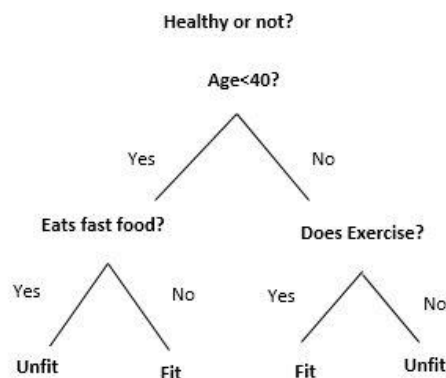 Healthy or not?
Age<40?
Yes
No
Eats fast food?
Does Exercise?
Yes
No
Yes
No
Unfit
Fit
Fit
Unfit